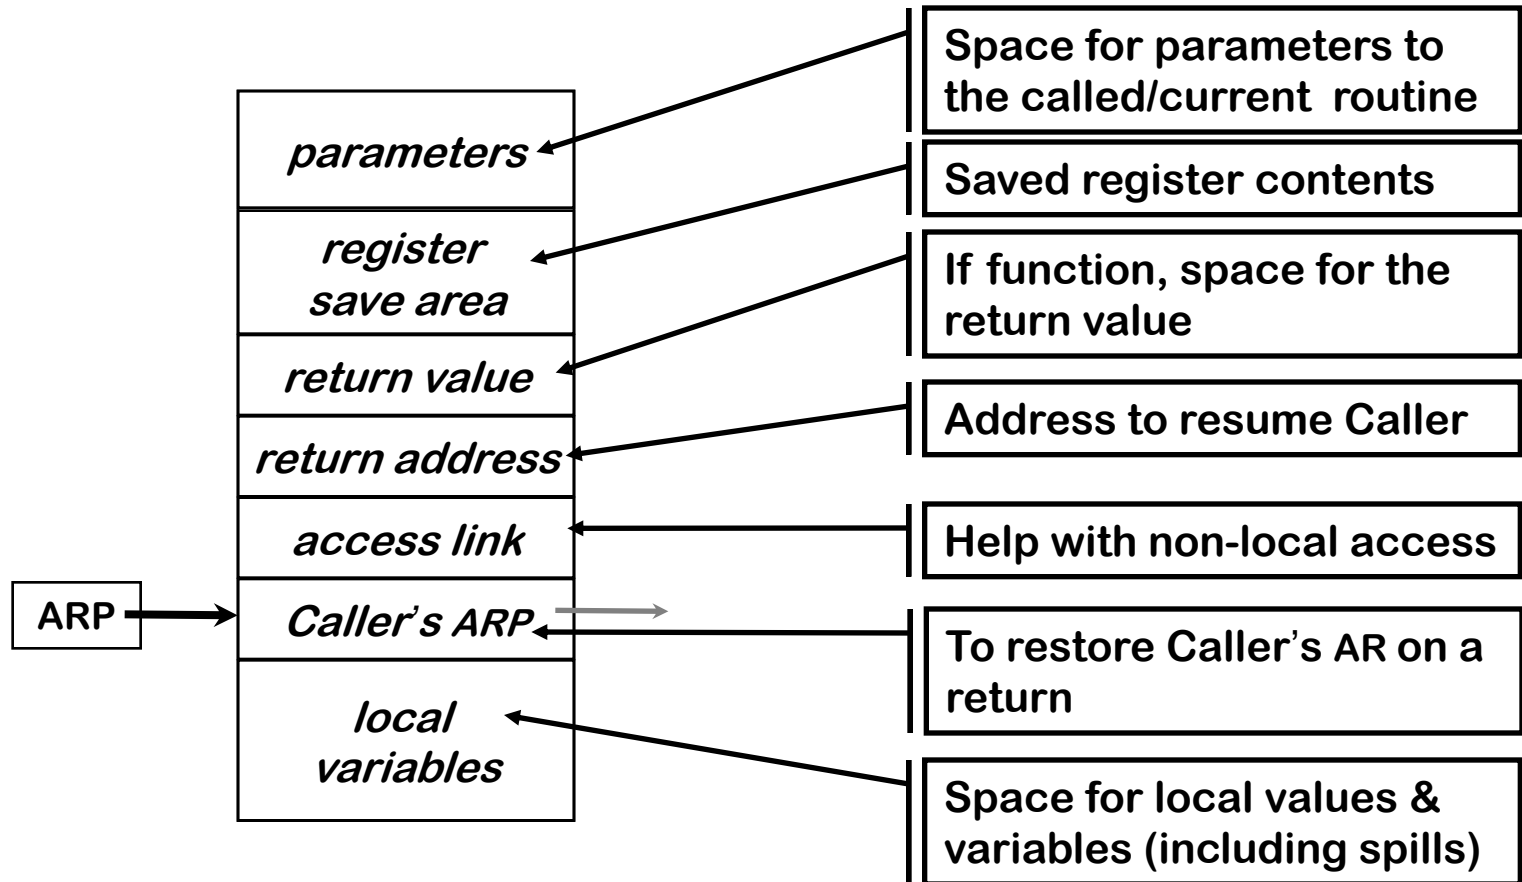 parameters
register
save area
return value
return address
access link
ARP
Caller's ARP
local
variables
Space for parameters to
the called/current routine
Saved register contents
If function, space for the
return value
Address to resume Caller
Help with non-local access
To restore Caller's AR on a
return
Space for local values &
variables (including spills)